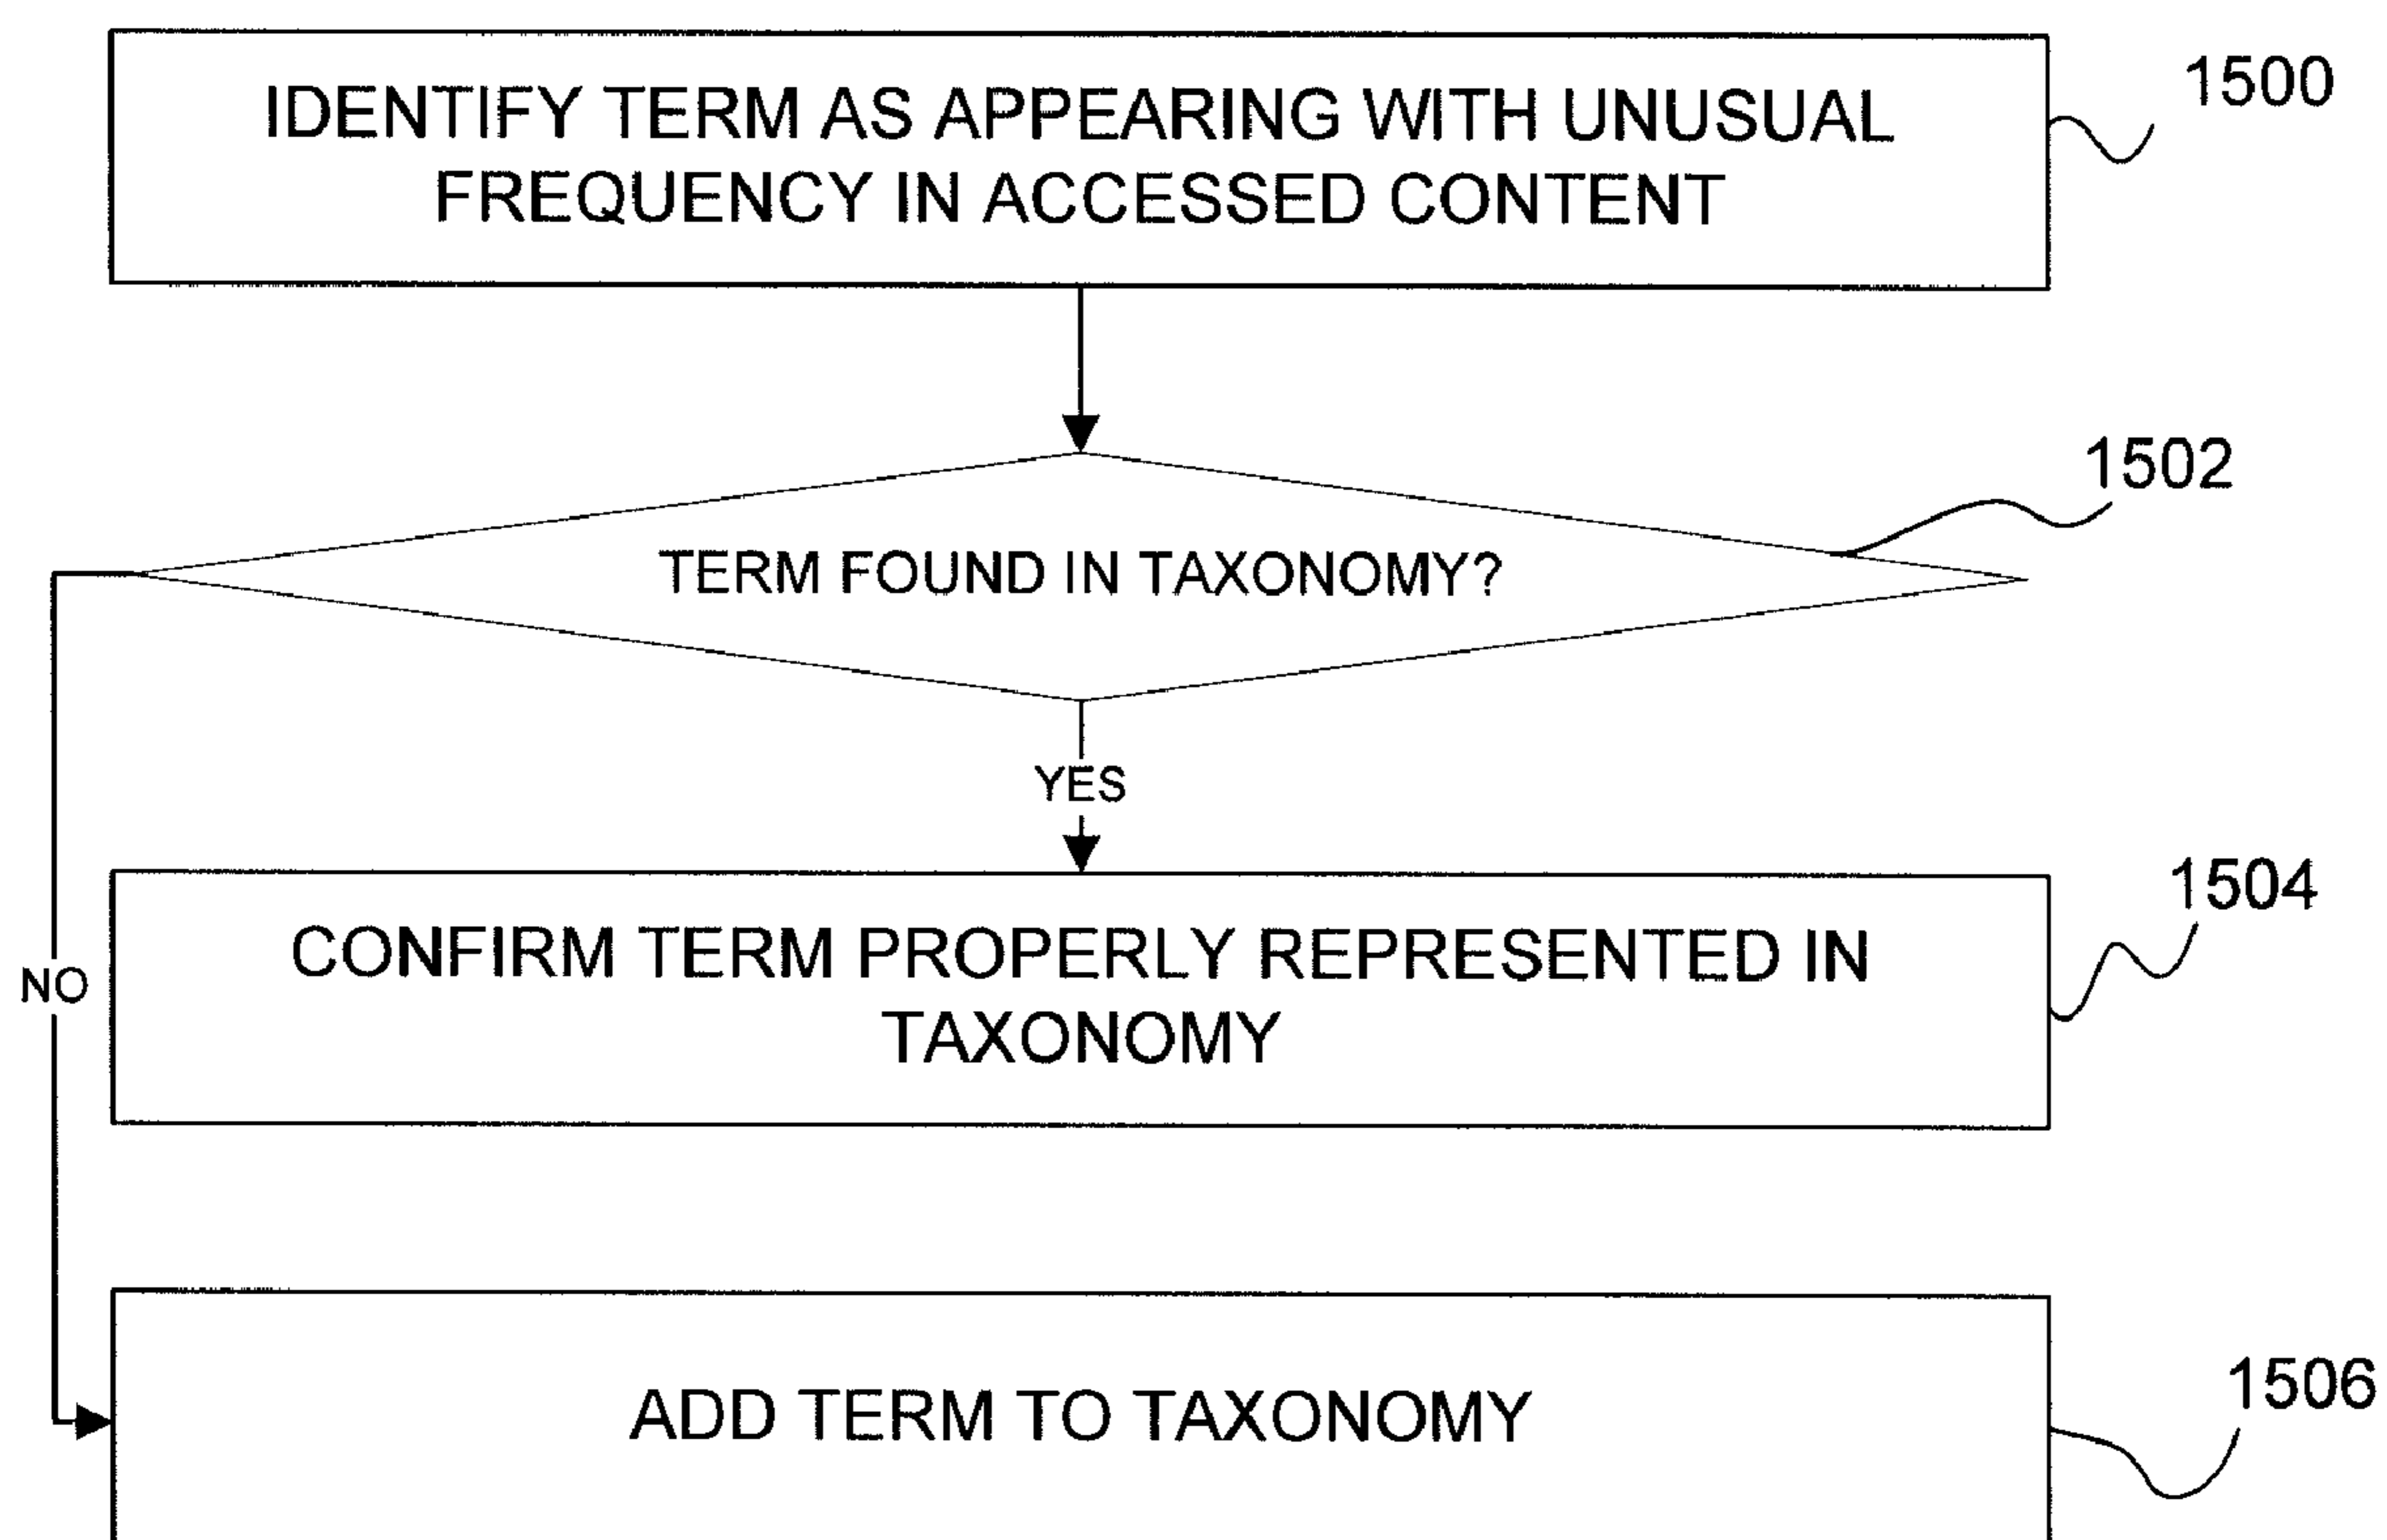 IDENTIFY TERM AS APPEARING WITH UNUSUAL
FREQUENCY IN ACCESSED CONTENT
1500
1502
TERM FOUND IN TAXONOMY?
YES
1504
CONFIRM TERM PROPERLY REPRESENTED IN
TAXONOMY
NO
1506
ADD TERM TO TAXONOMY